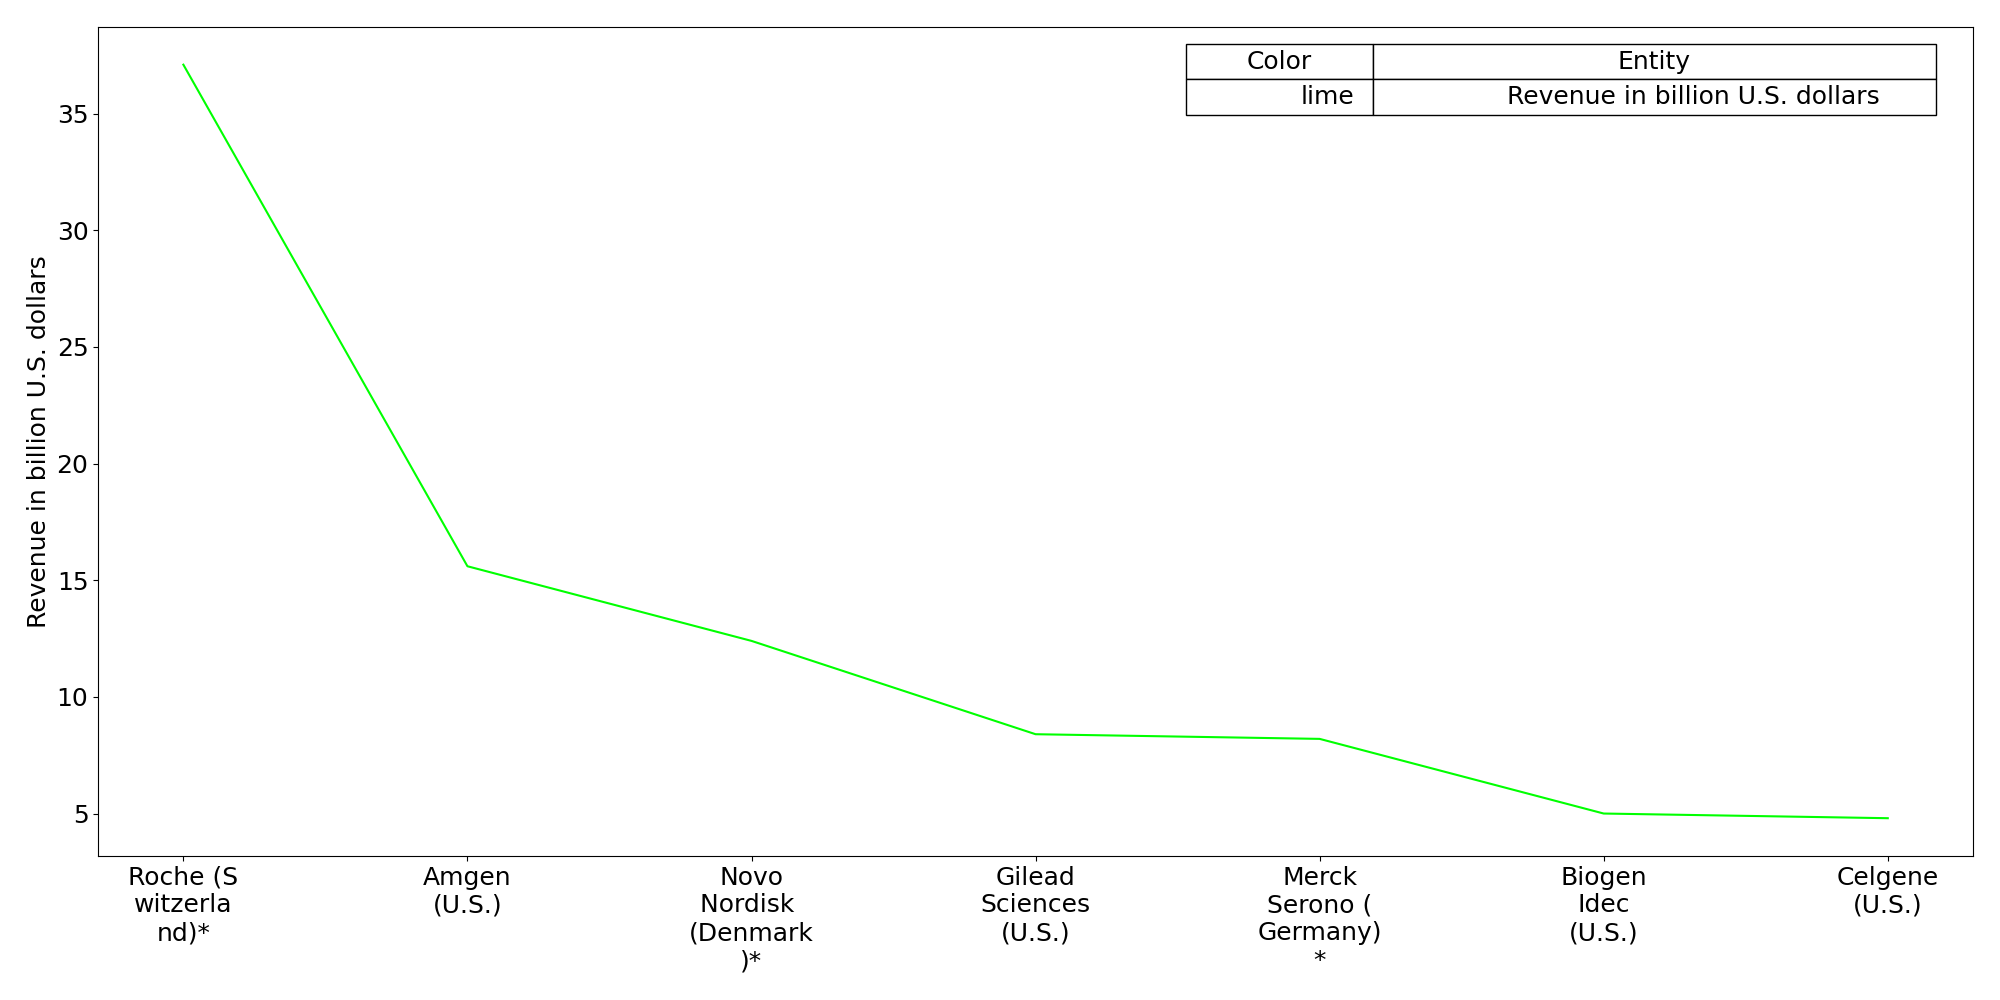 Color Entity
lime Revenue in billion U.S. dollars
Revenue in billion U.S. dollars
35
30
25
20
15
10
5
Roche (S
witzerla
nd)*
Amgen
(U.S.)
Novo
Nordisk
(Denmark
)*
Gilead
Sciences
(U.S.)
Merck
Serono (
Germany)
*
Biogen
Idec
(U.S.)
Celgene
(U.S.)